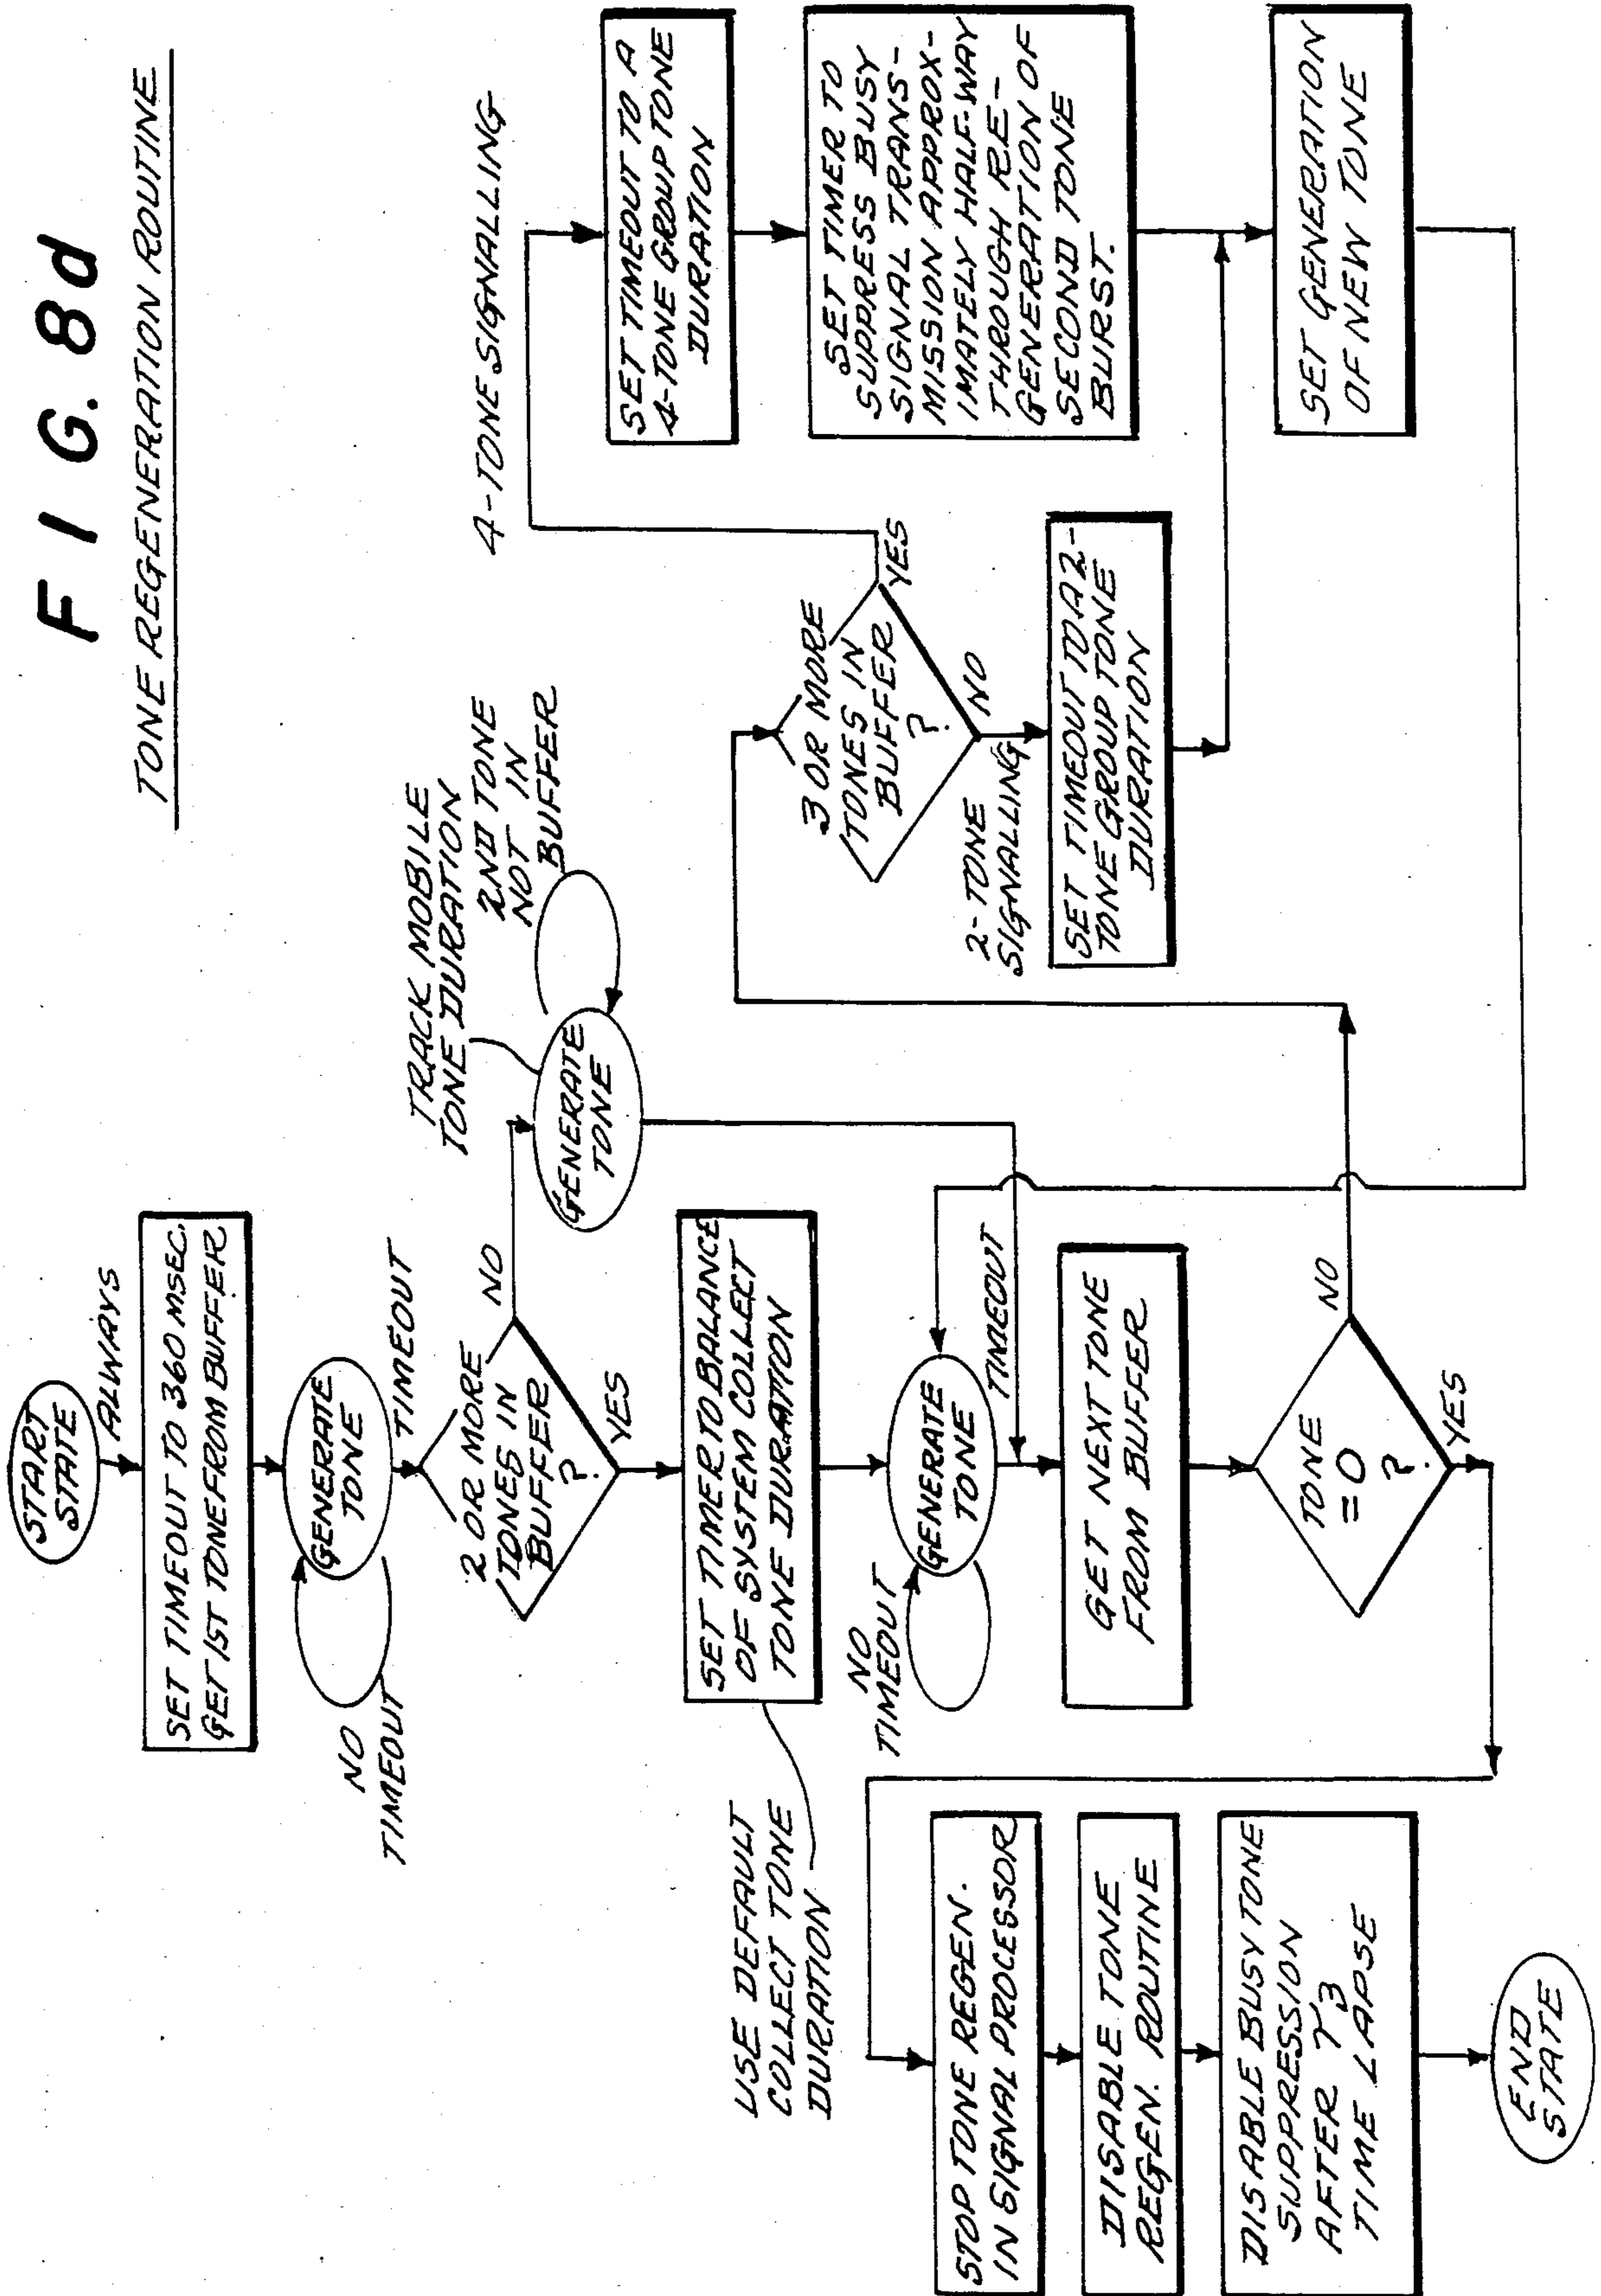 FIG. 8d
TONE REGENERATION ROUTINE
START
STATE
ALWAYS
SET TIMEOUT TO 360 MSEC.
GET 1ST TONE FROM BUFFER
GENERATE
TONE
NO
TIMEOUT
TIMEOUT
2 OR MORE
TONES IN
BUFFER
?
NO
YES
TRACK MOBILE
TONE DURATION
GENERATE
TONE
2ND TONE
NOT IN
BUFFER
SET TIMER TO BALANCE
OF SYSTEM COLLECT
TONE DURATION
USE DEFAULT
COLLECT TONE
DURATION
GENERATE
TONE
NO
TIMEOUT
TIMEOUT
GET NEXT TONE
FROM BUFFER
TONE
=0
?
NO
YES
3 OR MORE
TONES IN
BUFFER
?
YES
NO
4-TONE SIGNALLING
SET TIMEOUT TO A
4-TONE GROUP TONE
DURATION
SET TIMER TO
SUPPRESS BUSY
SIGNAL TRANS-
MISSION APPROX-
IMATELY HALF-WAY
THROUGH RE-
GENERATION OF
SECOND TONE
BURST.
2-TONE
SIGNALLING
SET TIMEOUT TO A 2-
TONE GROUP TONE
DURATION
SET GENERATION
OF NEW TONE
STOP TONE REGEN.
IN SIGNAL PROCESSOR
DISABLE TONE
REGEN. ROUTINE
DISABLE BUSY TONE
SUPPRESSION
AFTER T3
TIME LAPSE
END
STATE